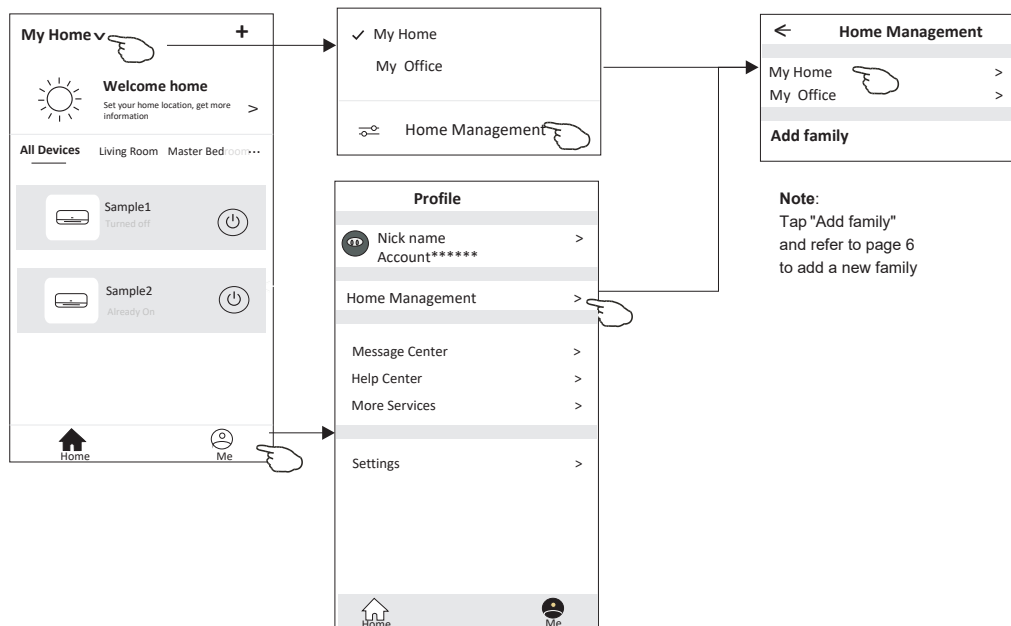 My Home
+
Welcome home
Set your home location, get more
information
>
All Devices
Living Room
Master Bedroom...
Sample1
Turned off
Sample2
Already On
Home
Me
My Home
My Office
Home Management
Profile
Nick name
>
Account******
Home Management
>
Message Center
>
Help Center
>
More Services
>
Settings
>
Home
Me
Home Management
My Home
>
My Office
>
Add family
Note:
Tap "Add family"
and refer to page 6
to add a new family